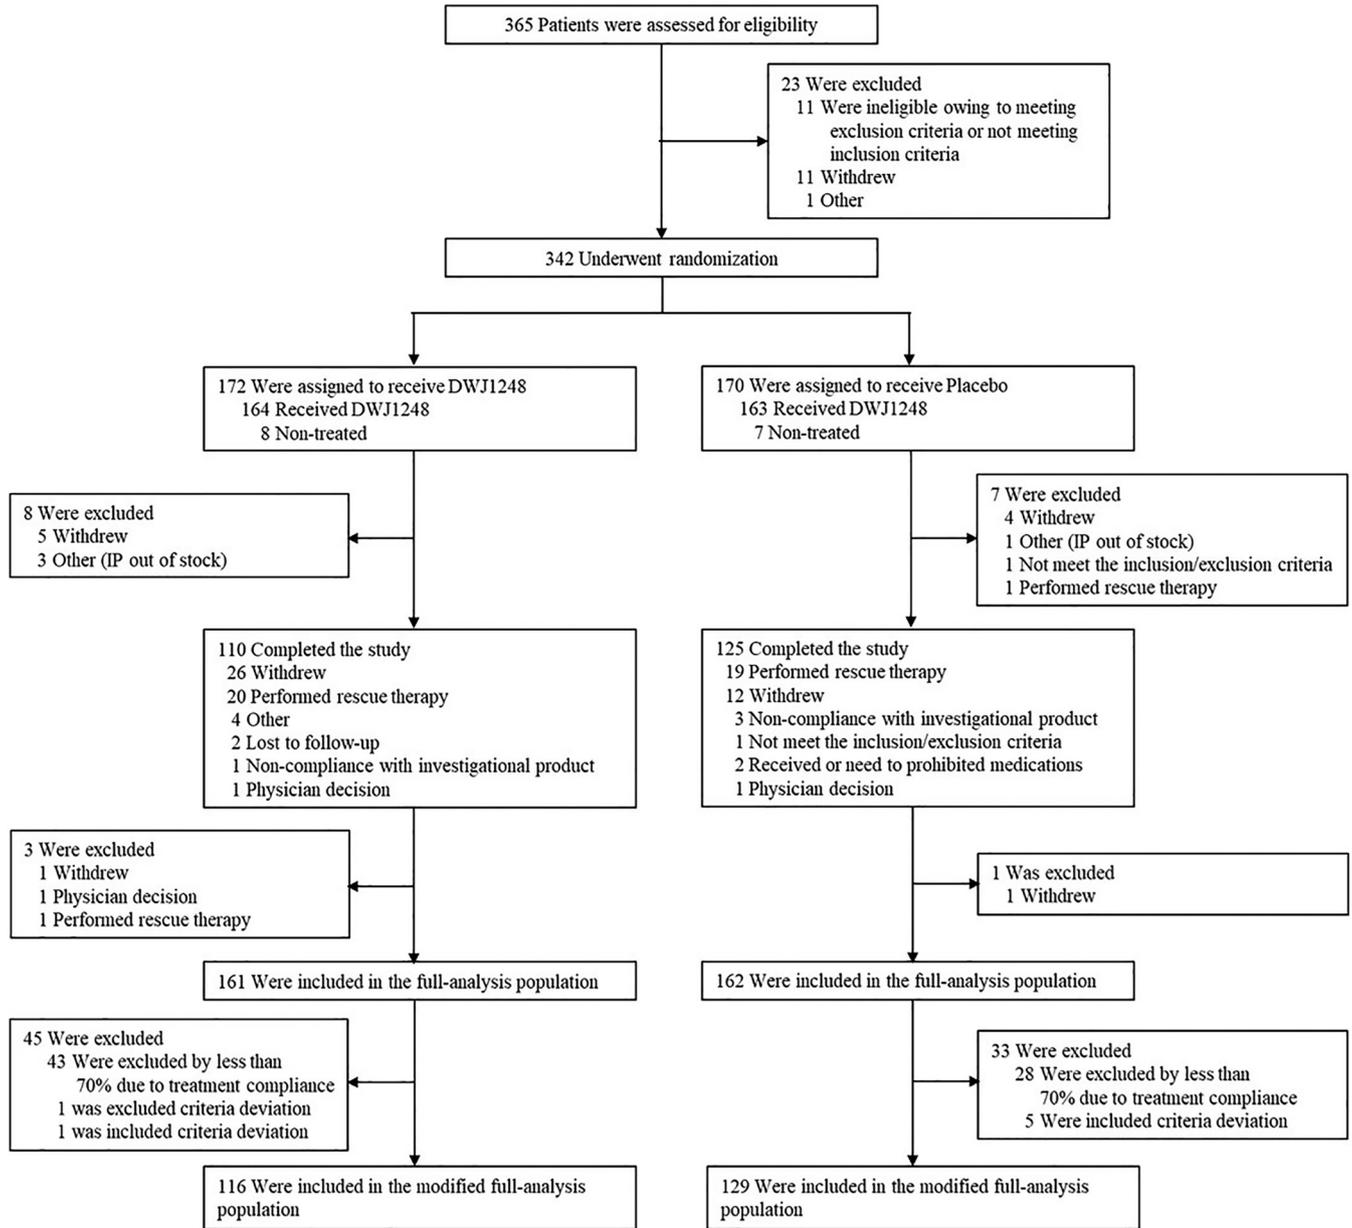 365 Patients were assessed for eligibility
23 Were excluded
11 Were ineligible owing to meeting
exclusion criteria or not meeting
inclusion criteria
11 Withdrew
1 Other
342 Underwent randomization
172 Were assigned to receive DWJ1248
164 Received DWJ1248
8 Non-treated
170 Were assigned to receive Placebo
163 Received DWJ1248
7 Non-treated
8 Were excluded
5 Withdrew
3 Other (IP out of stock)
7 Were excluded
4 Withdrew
1 Other (IP out of stock)
1 Not meet the inclusion/exclusion criteria
1 Performed rescue therapy
110 Completed the study
26 Withdrew
20 Performed rescue therapy
4 Other
2 Lost to follow-up
1 Non-compliance with investigational product
1 Physician decision
125 Completed the study
19 Performed rescue therapy
12 Withdrew
3 Non-compliance with investigational product
1 Not meet the inclusion/exclusion criteria
2 Received or need to prohibited medications
1 Physician decision
3 Were excluded
1 Withdrew
1 Physician decision
1 Performed rescue therapy
1 Was excluded
1 Withdrew
161 Were included in the full-analysis population
162 Were included in the full-analysis population
45 Were excluded
43 Were excluded by less than
70% due to treatment compliance
1 was excluded criteria deviation
1 was included criteria deviation
33 Were excluded
28 Were excluded by less than
70% due to treatment compliance
5 Were included criteria deviation
116 Were included in the modified full-analysis
population
129 Were included in the modified full-analysis
population